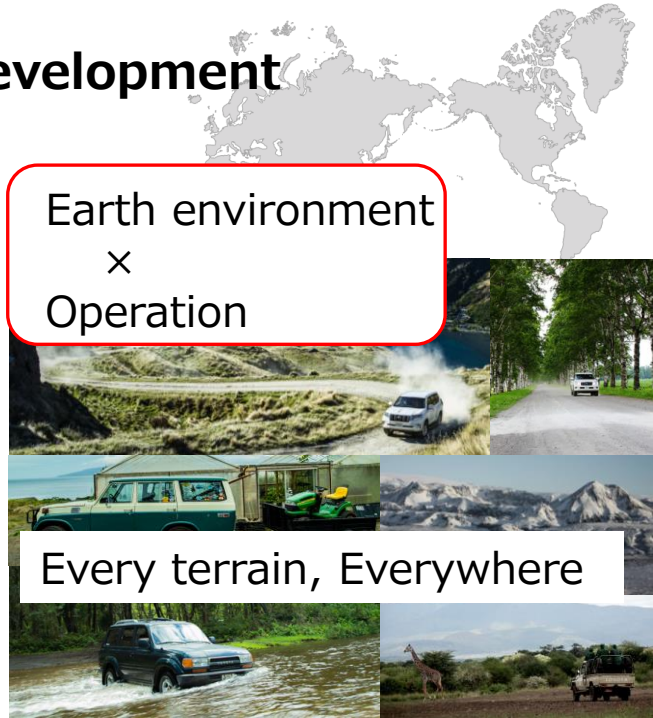 evelopment
Earth environment
×
Operation
Every terrain, Everywhere